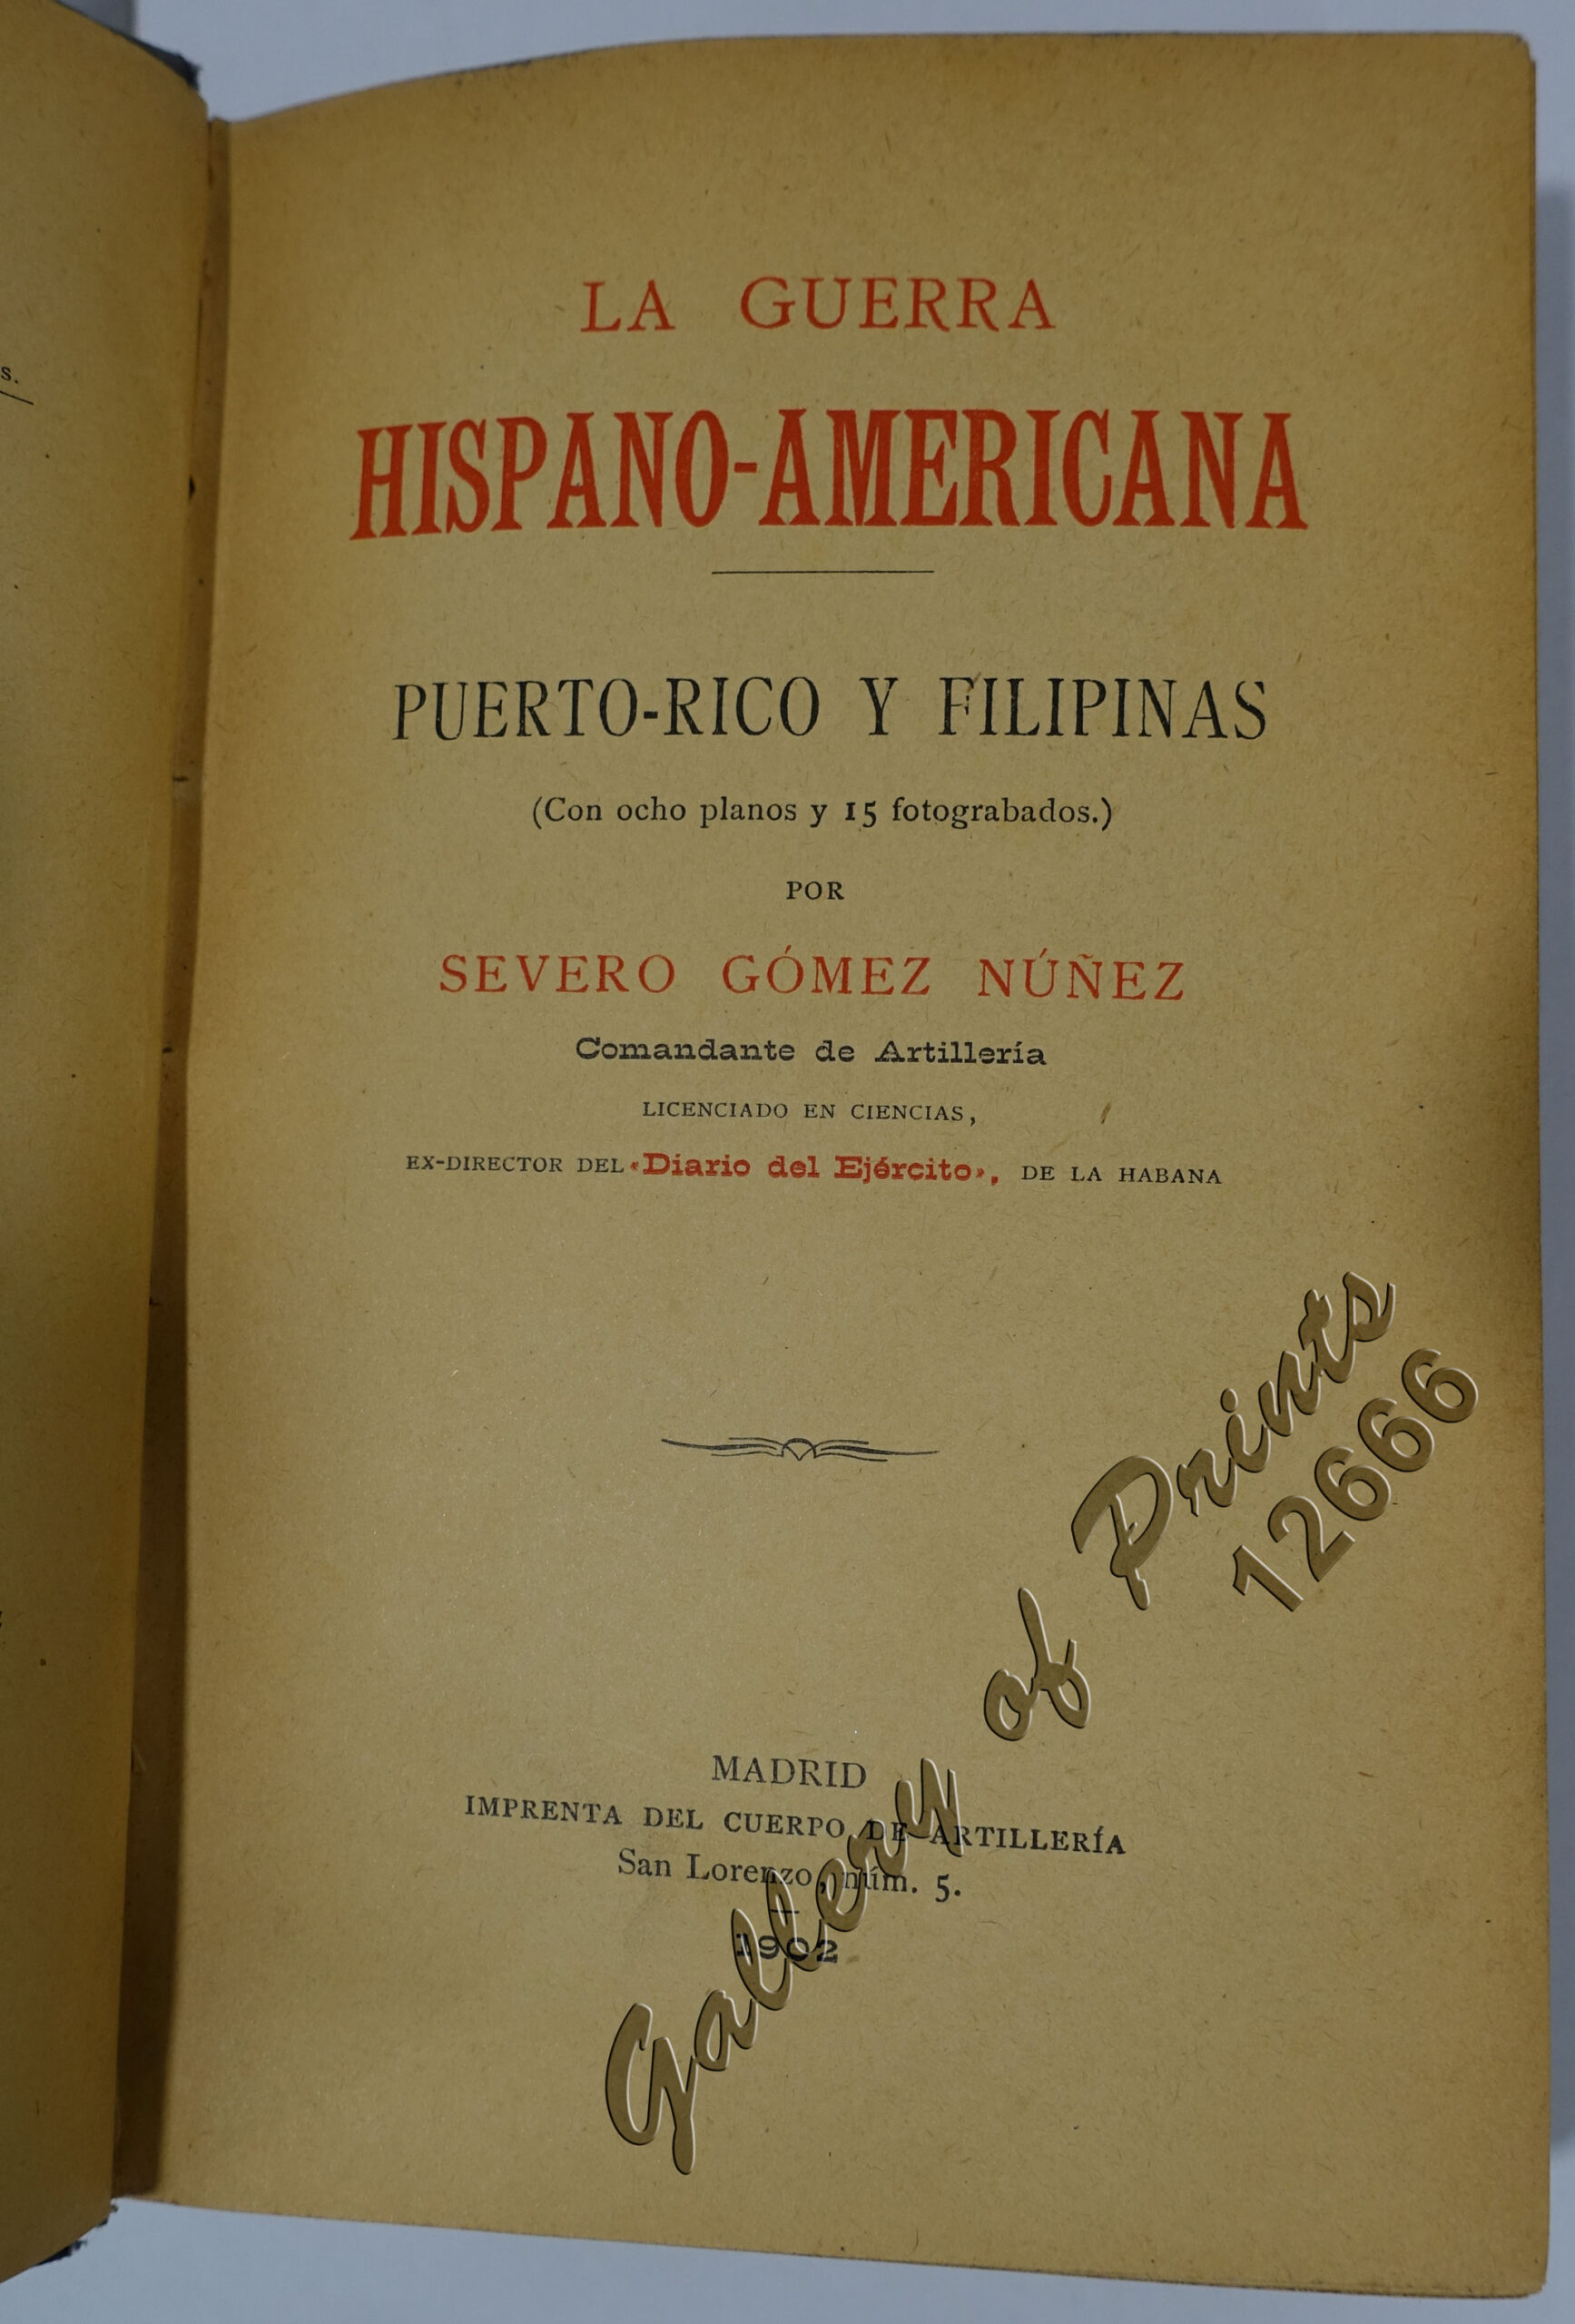 s.
LA GUERRA
HISPANO-AMERICANA
PUERTO-RICO Y FILIPINAS
(Con ocho planos y 15 fotograbados.)
POR
SEVERO GÓMEZ NÚÑEZ
Comandante de Artillería
LICENCIADO EN CIENCIAS,
EX-DIRECTOR DEL «Diario del Ejército», DE LA HABANA
MADRID
IMPRENTA DEL CUERPO DE ARTILLERÍA
San Lorenzo, núm. 5.
1902
Gallery of Prints
12666